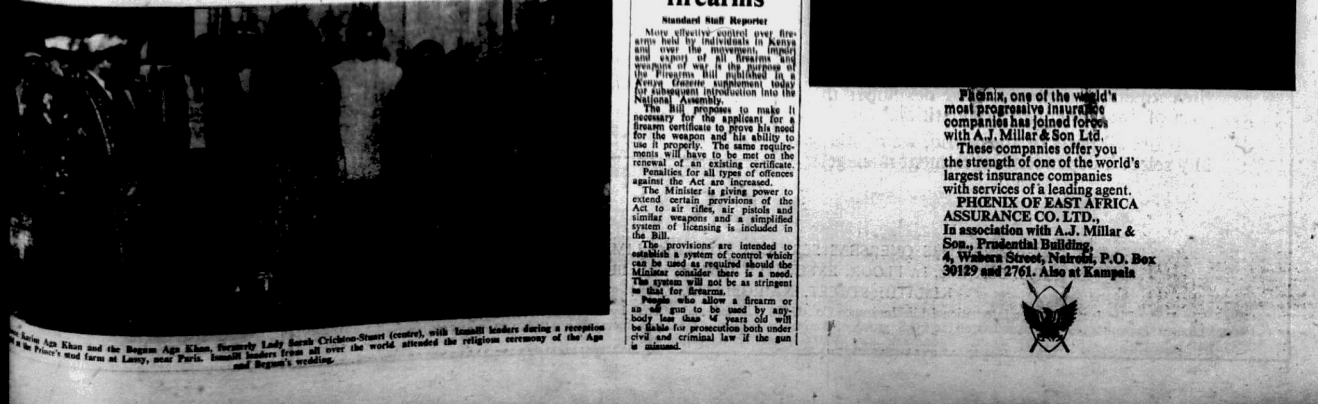 firearms
Standard Staff Reporter
More effective control over fire-
arms held by individuals in Kenya
and over the movement, import
and export of all firearms and
weapons of war is the purpose of
the Firearms Bill published in a
Kenya Gazette supplement today
for subsequent introduction into the
National Assembly.
The Bill proposes to make it
necessary for the applicant for a
firearm certificate to prove his need
for the weapon and his ability to
use it properly. The same require-
ments will have to be met on the
renewal of an existing certificate.
Penalties for all types of offences
against the Act are increased.
The Minister is giving power to
extend certain provisions of the
Act to air rifles, air pistols and
similar weapons and a simplified
system of licensing is included in
the Bill.
The provisions are intended to
establish a system of control which
can be used as required should the
Minister consider there is a need.
The system will not be as stringent
as that for firearms.
People who allow a firearm or
an air gun to be used by any-
body less than years old will
be liable for prosecution both under
civil and criminal law if the gun
is misused.
Karim Aga Khan and the Begum Aga Khan, formerly Lady Sarah Crichton-Stuart (centre), with Ismaili leaders during a reception
at the Prince's stud farm at Lassy, near Paris. Ismaili leaders from all over the world attended the religious ceremony of the Aga
and Begum's wedding.
Phœnix, one of the world's
most progressive insurance
companies has joined forces
with A.J. Millar & Son Ltd.
These companies offer you
the strength of one of the world's
largest insurance companies
with services of a leading agent.
PHŒNIX OF EAST AFRICA
ASSURANCE CO. LTD.,
In association with A.J. Millar &
Son., Prudential Building,
4, Wabera Street, Nairobi, P.O. Box
30129 and 2761. Also at Kampala